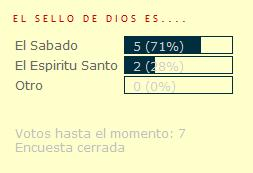 EL SELLO DE DIOS ES....
El Sabado 5 (71%)
El Espiritu Santo 2 (28%)
Otro 0 (0%)
Votos hasta el momento: 7
Encuesta cerrada